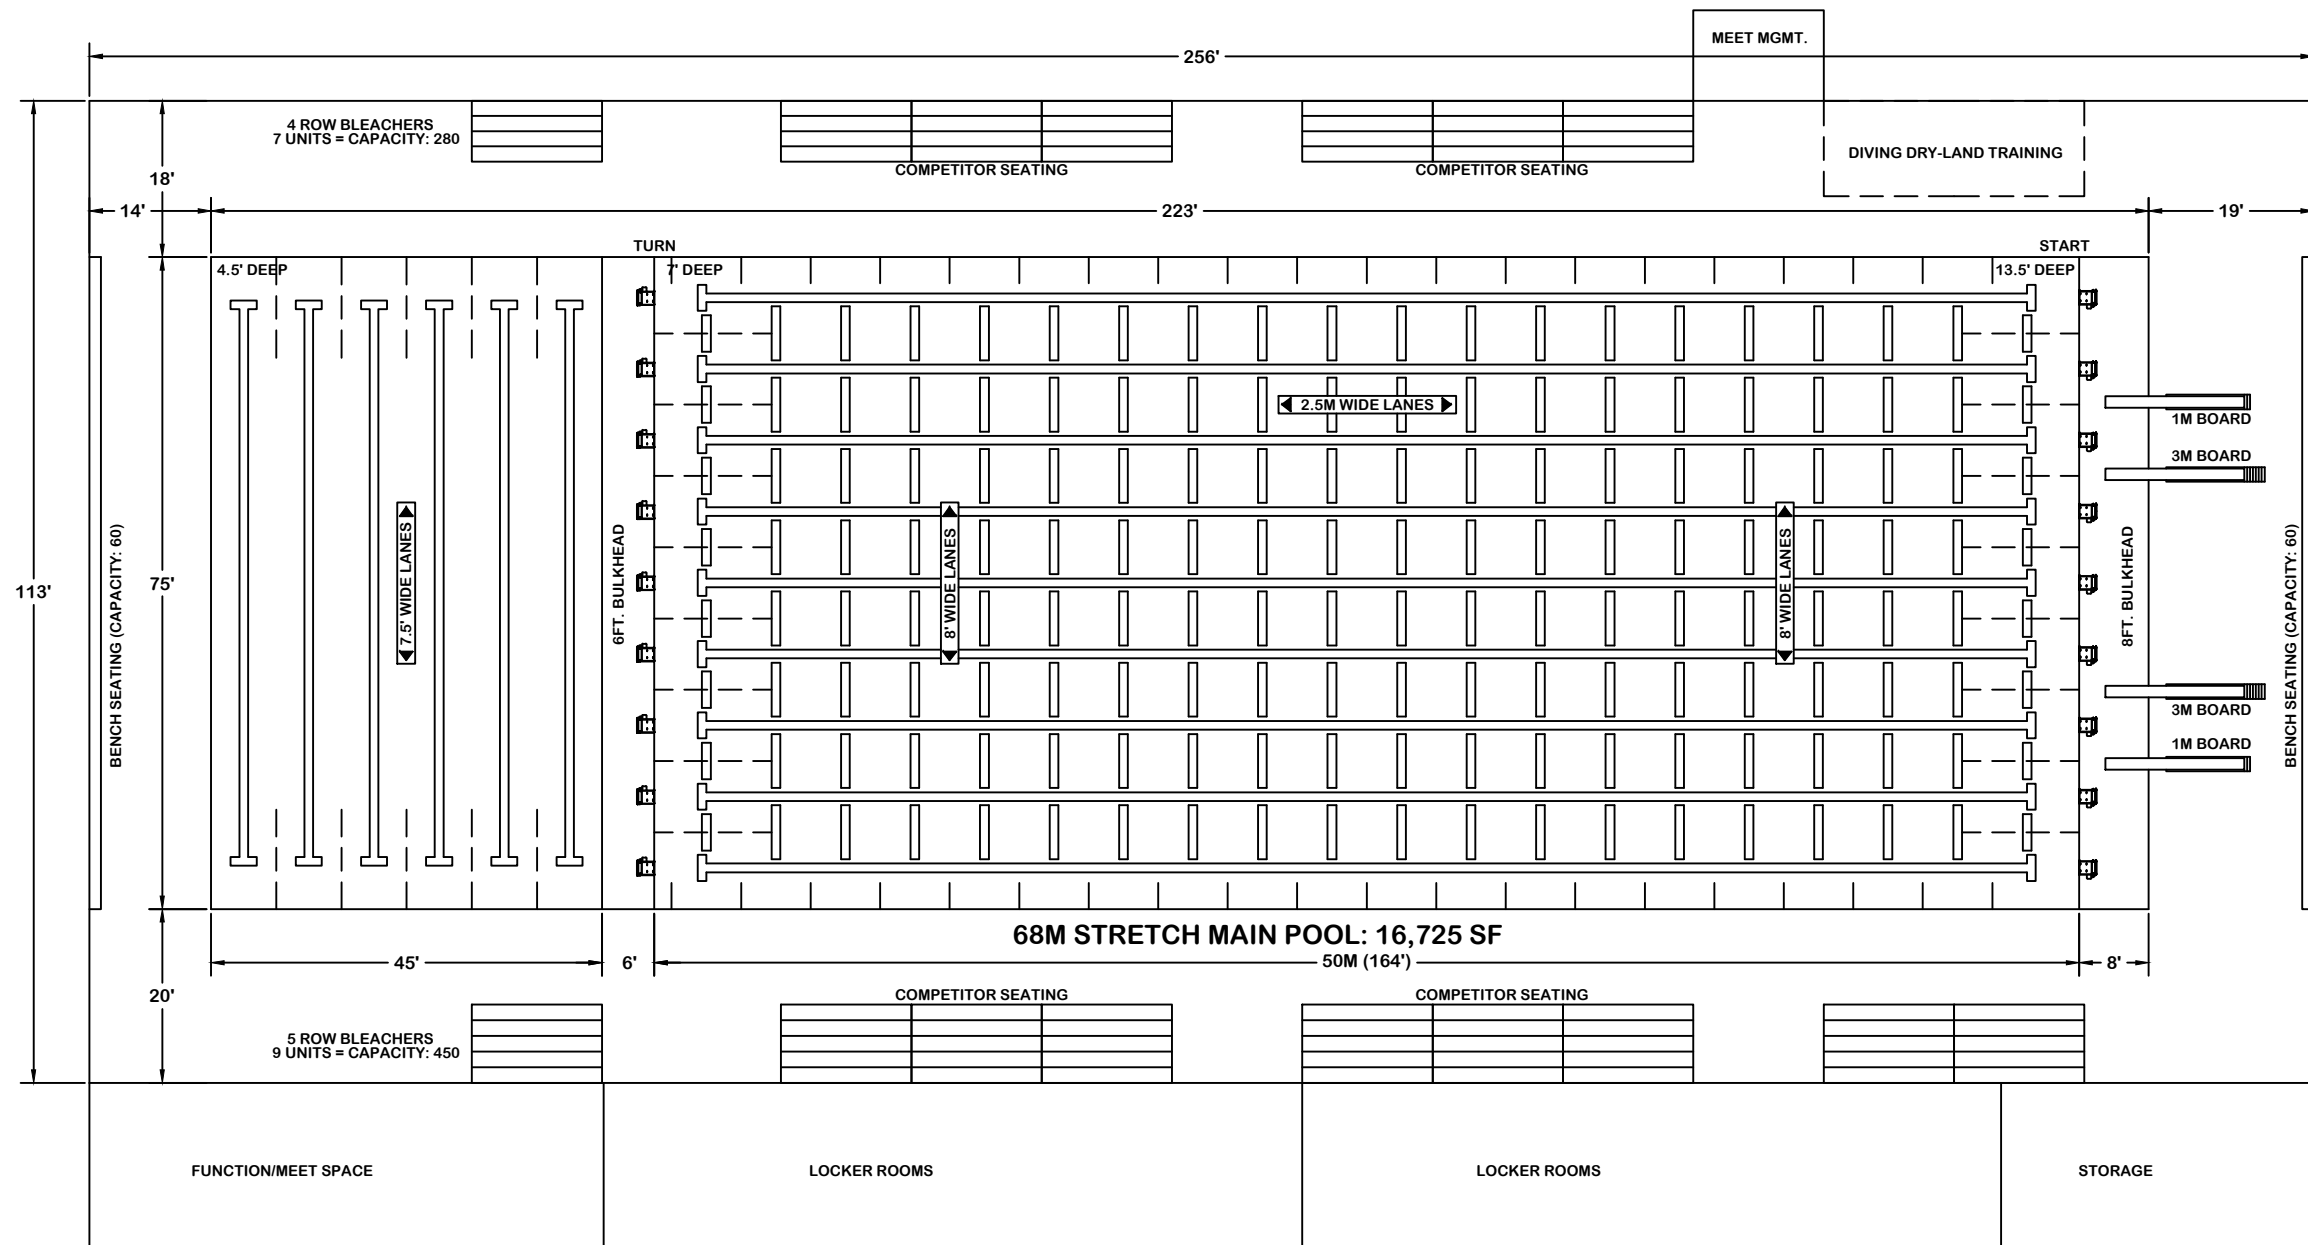 MEET MGMT.
256'
4 ROW BLEACHERS
7 UNITS = CAPACITY: 280
DIVING DRY-LAND TRAINING
COMPETITOR SEATING
COMPETITOR SEATING
18'
14'
223'
19'
TURN
START
4.5' DEEP
7' DEEP
13.5' DEEP
2.5M WIDE LANES
1M BOARD
3M BOARD
BENCH SEATING (CAPACITY: 60)
7.5' WIDE LANES
6FT. BULKHEAD
8' WIDE LANES
8' WIDE LANES
8FT. BULKHEAD
BENCH SEATING (CAPACITY: 60)
113'
75'
3M BOARD
1M BOARD
68M STRETCH MAIN POOL: 16,725 SF
45'
6'
50M (164')
8'
20'
COMPETITOR SEATING
COMPETITOR SEATING
5 ROW BLEACHERS
9 UNITS = CAPACITY: 450
FUNCTION/MEET SPACE
LOCKER ROOMS
LOCKER ROOMS
STORAGE